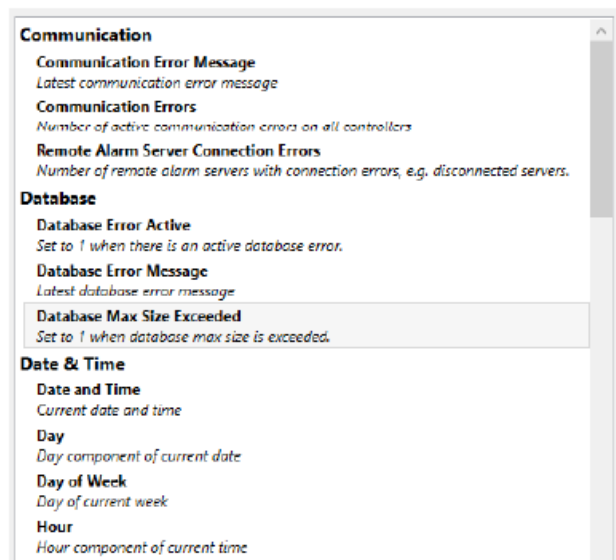 Communication
Communication Error Message
Latest communication error message
Communication Errors
Number of active communication errors on all controllers
Remote Alarm Server Connection Errors
Number of remote alarm servers with connection errors, e.g. disconnected servers.
Database
Database Error Active
Set to 1 when there is an active database error.
Database Error Message
Latest database error message
Database Max Size Exceeded
Set to 1 when database max size is exceeded.
Date & Time
Date and Time
Current date and time
Day
Day component of current date
Day of Week
Day of current week
Hour
Hour component of current time